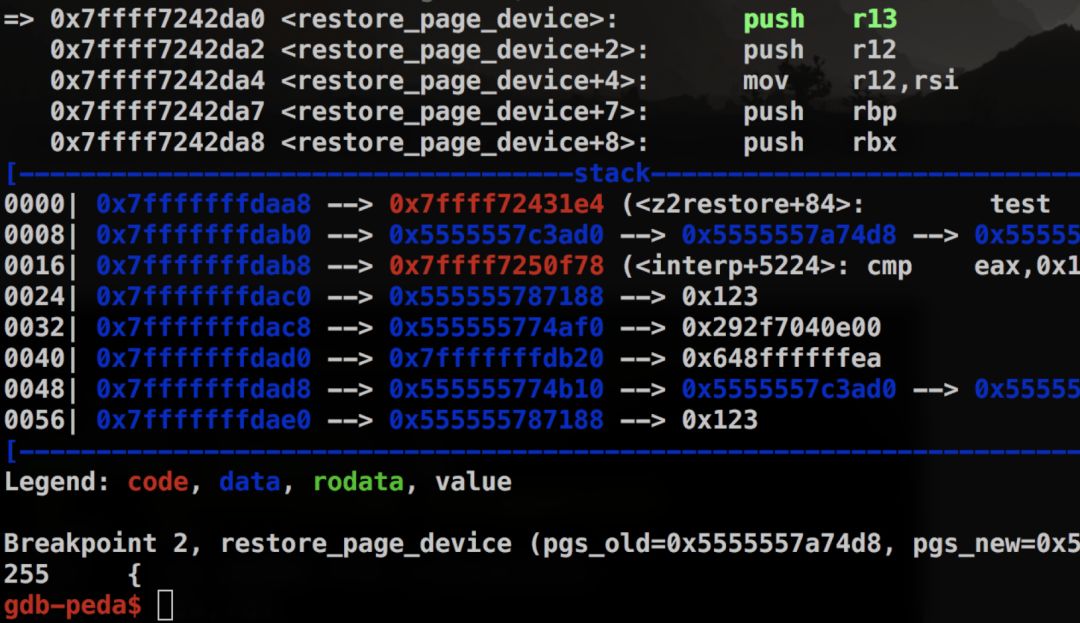 => 0x7ffff7242da0 <restore_page_device>: push r13
0x7ffff7242da2 <restore_page_device+2>: push r12
0x7ffff7242da4 <restore_page_device+4>: mov r12,rsi
0x7ffff7242da7 <restore_page_device+7>: push rbp
0x7ffff7242da8 <restore_page_device+8>: push rbx
[-------------------------------------stack-----------------------------
0000| 0x7fffffffdaa8 --> 0x7ffff72431e4 (<z2restore+84>: test
0008| 0x7fffffffdab0 --> 0x5555557c3ad0 --> 0x5555557a74d8 --> 0x55555
0016| 0x7fffffffdab8 --> 0x7ffff7250f78 (<interp+5224>: cmp eax,0x1
0024| 0x7fffffffdac0 --> 0x555555787188 --> 0x123
0032| 0x7fffffffdac8 --> 0x555555774af0 --> 0x292f7040e00
0040| 0x7fffffffdad0 --> 0x7fffffffdb20 --> 0x648ffffffea
0048| 0x7fffffffdad8 --> 0x555555774b10 --> 0x5555557c3ad0 --> 0x55555
0056| 0x7fffffffdae0 --> 0x555555787188 --> 0x123
[-----------------------------------------------------------------------
Legend: code, data, rodata, value
Breakpoint 2, restore_page_device (pgs_old=0x5555557a74d8, pgs_new=0x5
255 {
gdb-peda$